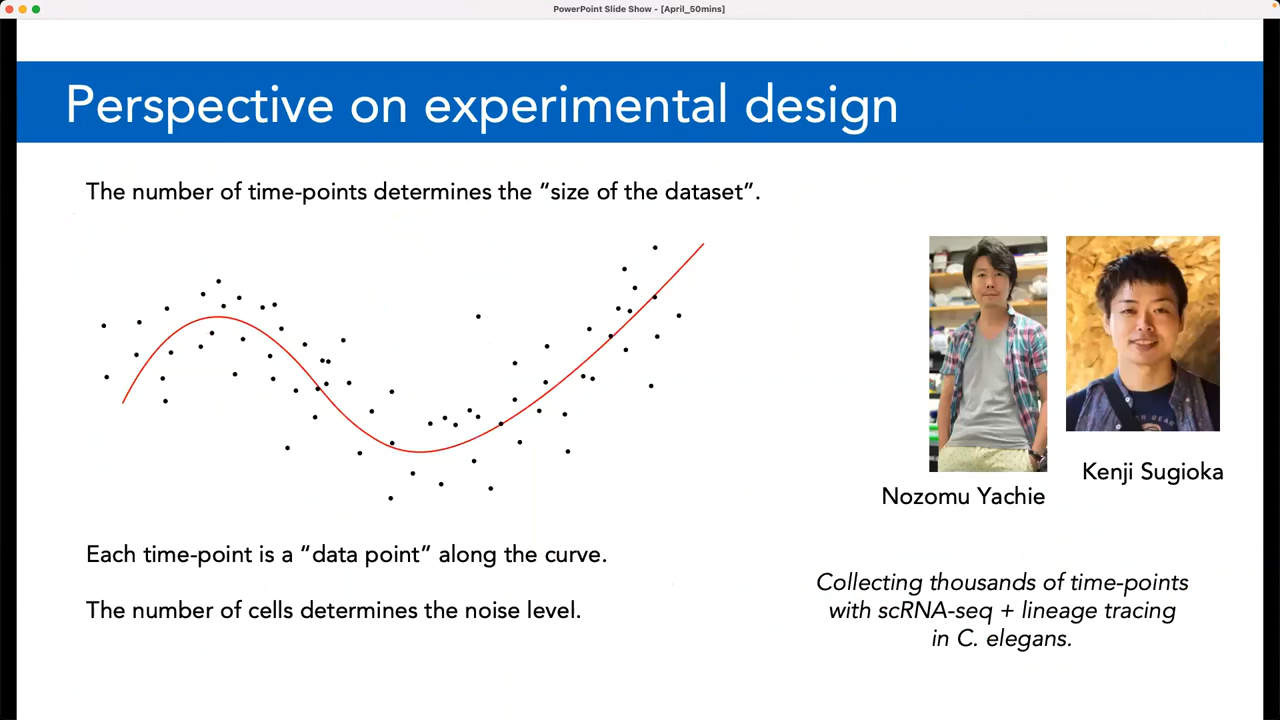 PowerPoint Slide Show - [April_50mins]
Perspective on experimental design
The number of time-points determines the “size of the dataset”.
Nozomu Yachie
Kenji Sugioka
Each time-point is a “data point” along the curve.
The number of cells determines the noise level.
Collecting thousands of time-points
with scRNA-seq + lineage tracing
in C. elegans.